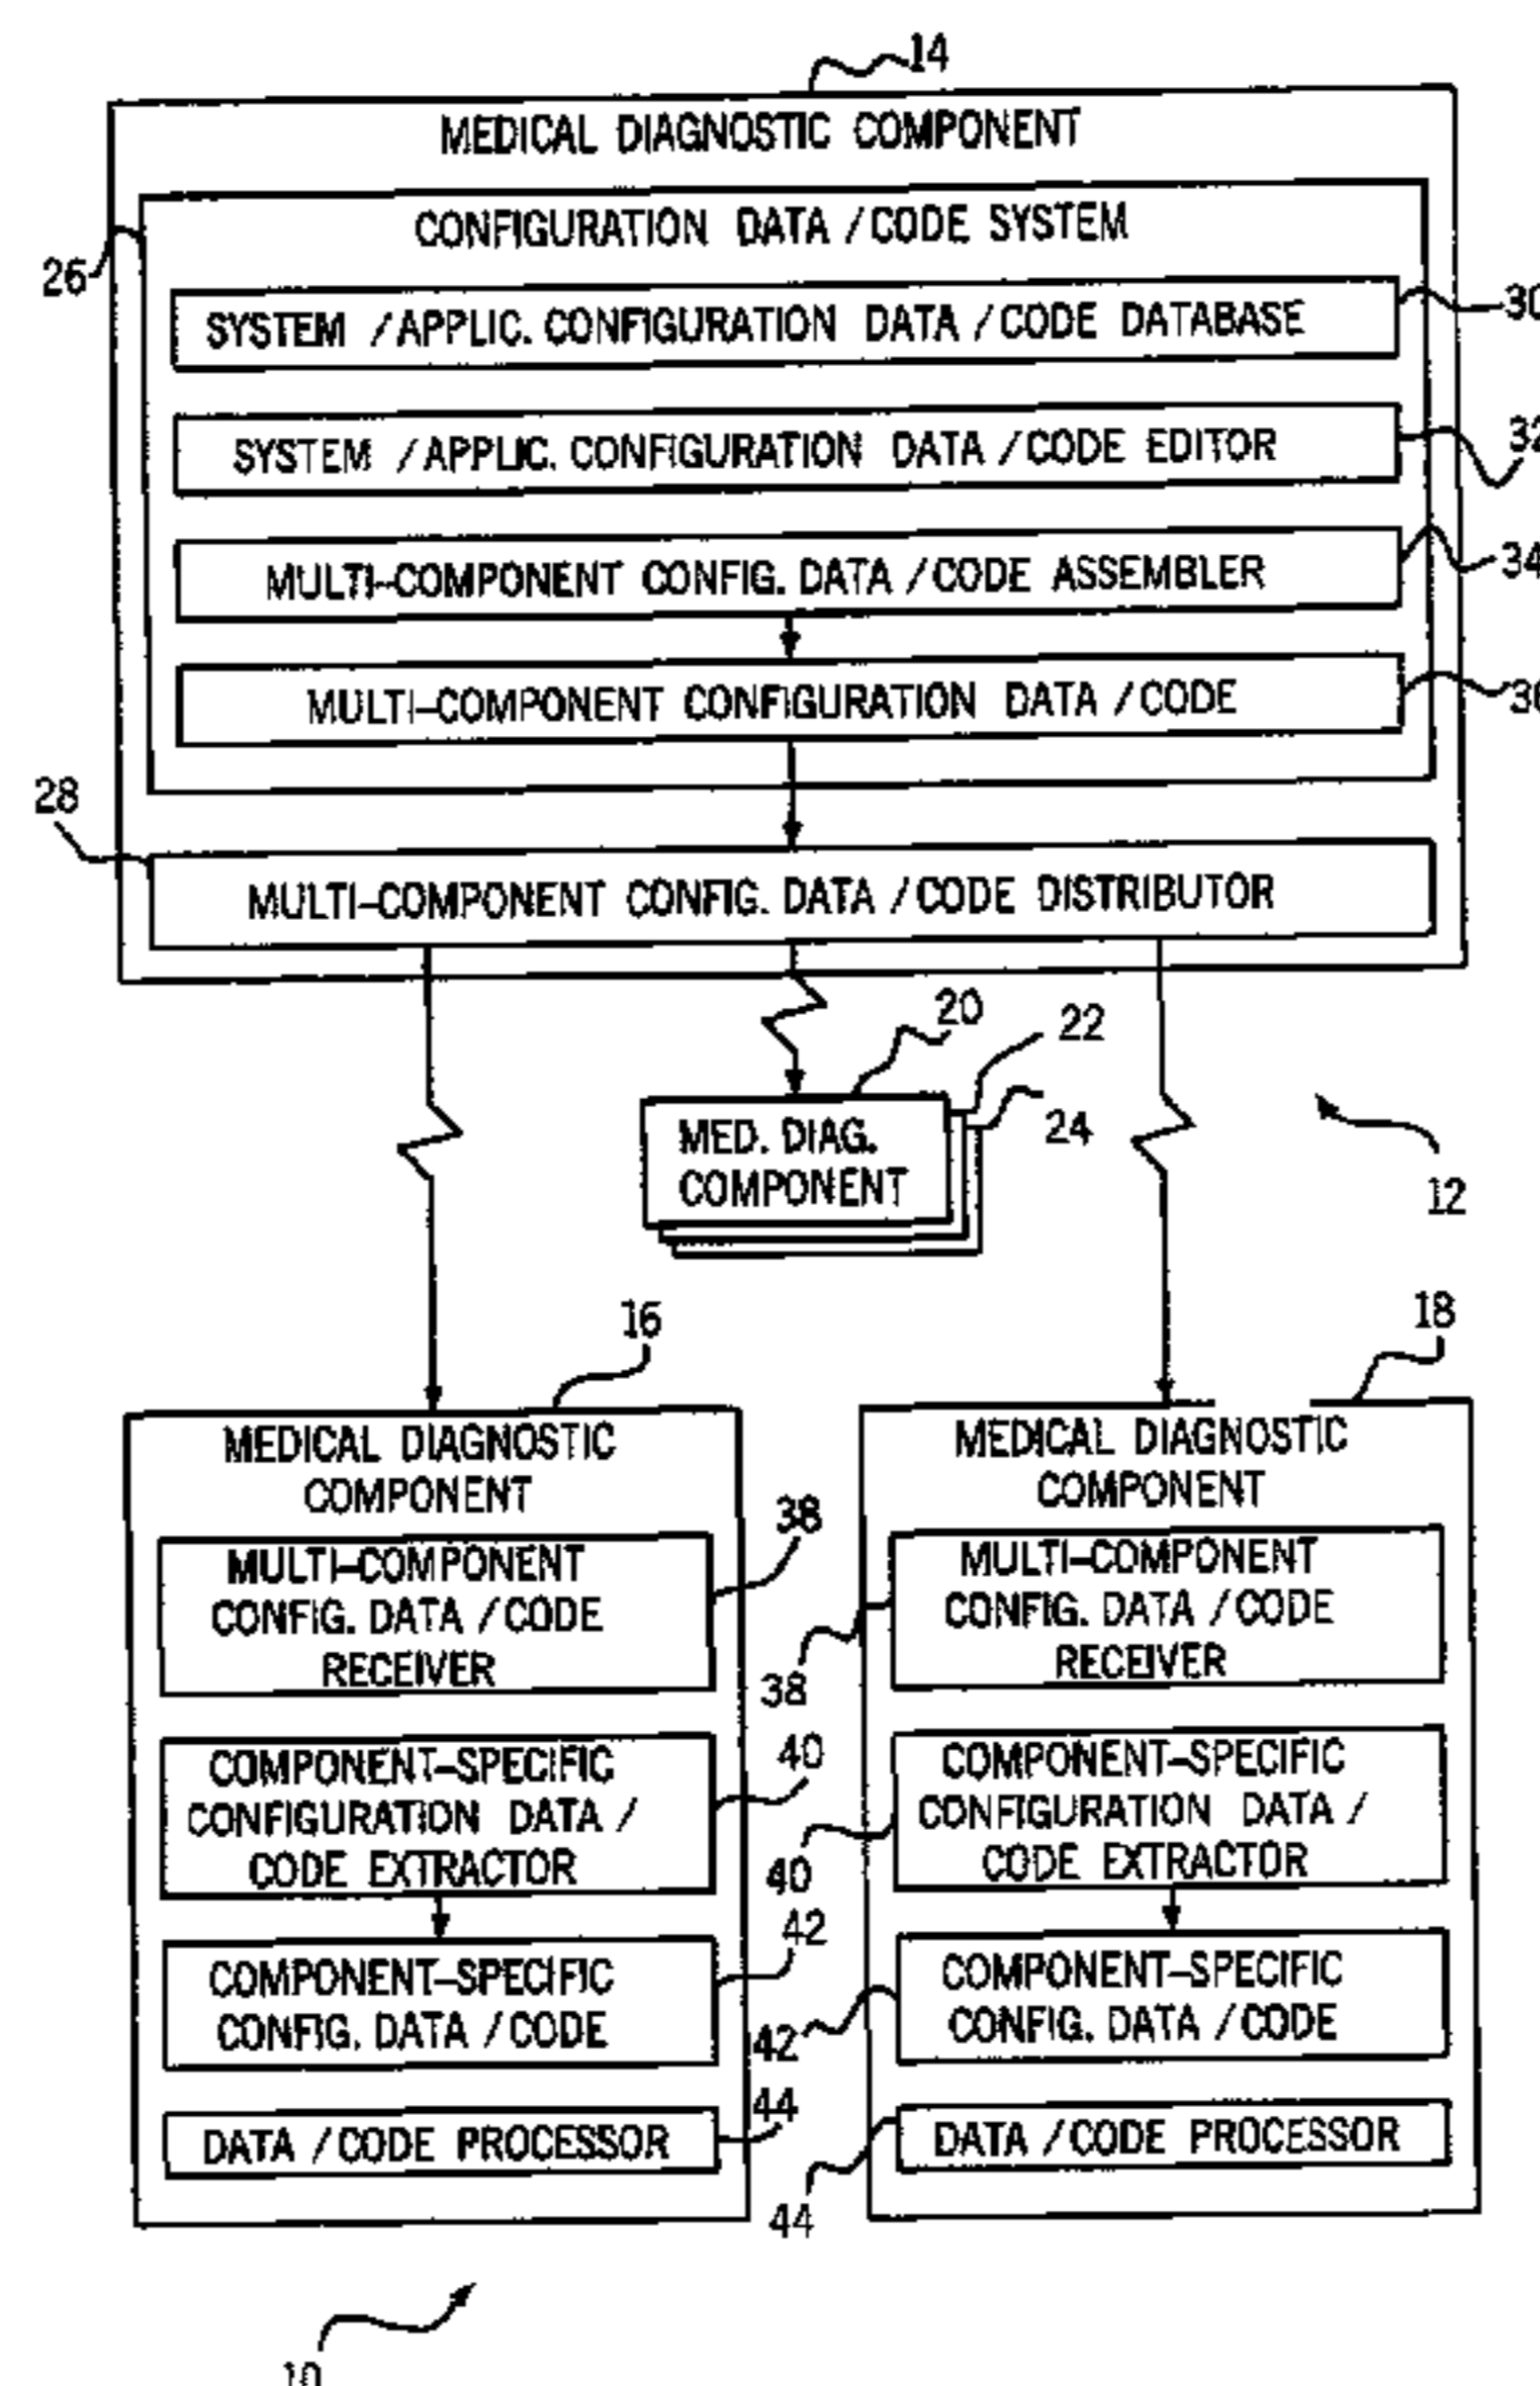 14
MEDICAL DIAGNOSTIC COMPONENT
CONFIGURATION DATA / CODE SYSTEM
26
SYSTEM / APPLIC. CONFIGURATION DATA / CODE DATABASE
30
SYSTEM / APPLIC. CONFIGURATION DATA / CODE EDITOR
32
MULTI-COMPONENT CONFIG. DATA / CODE ASSEMBLER
34
MULTI-COMPONENT CONFIGURATION DATA / CODE
28
MULTI-COMPONENT CONFIG. DATA / CODE DISTRIBUTOR
20
22
24
MED. DIAG.
COMPONENT
12
16
MEDICAL DIAGNOSTIC
COMPONENT
38
MULTI-COMPONENT
CONFIG. DATA / CODE
RECEIVER
40
COMPONENT-SPECIFIC
CONFIGURATION DATA /
CODE EXTRACTOR
42
COMPONENT-SPECIFIC
CONFIG. DATA / CODE
44
DATA / CODE PROCESSOR
18
MEDICAL DIAGNOSTIC
COMPONENT
MULTI-COMPONENT
CONFIG. DATA / CODE
RECEIVER
38
COMPONENT-SPECIFIC
CONFIGURATION DATA /
CODE EXTRACTOR
40
COMPONENT-SPECIFIC
CONFIG. DATA / CODE
42
DATA / CODE PROCESSOR
44
10